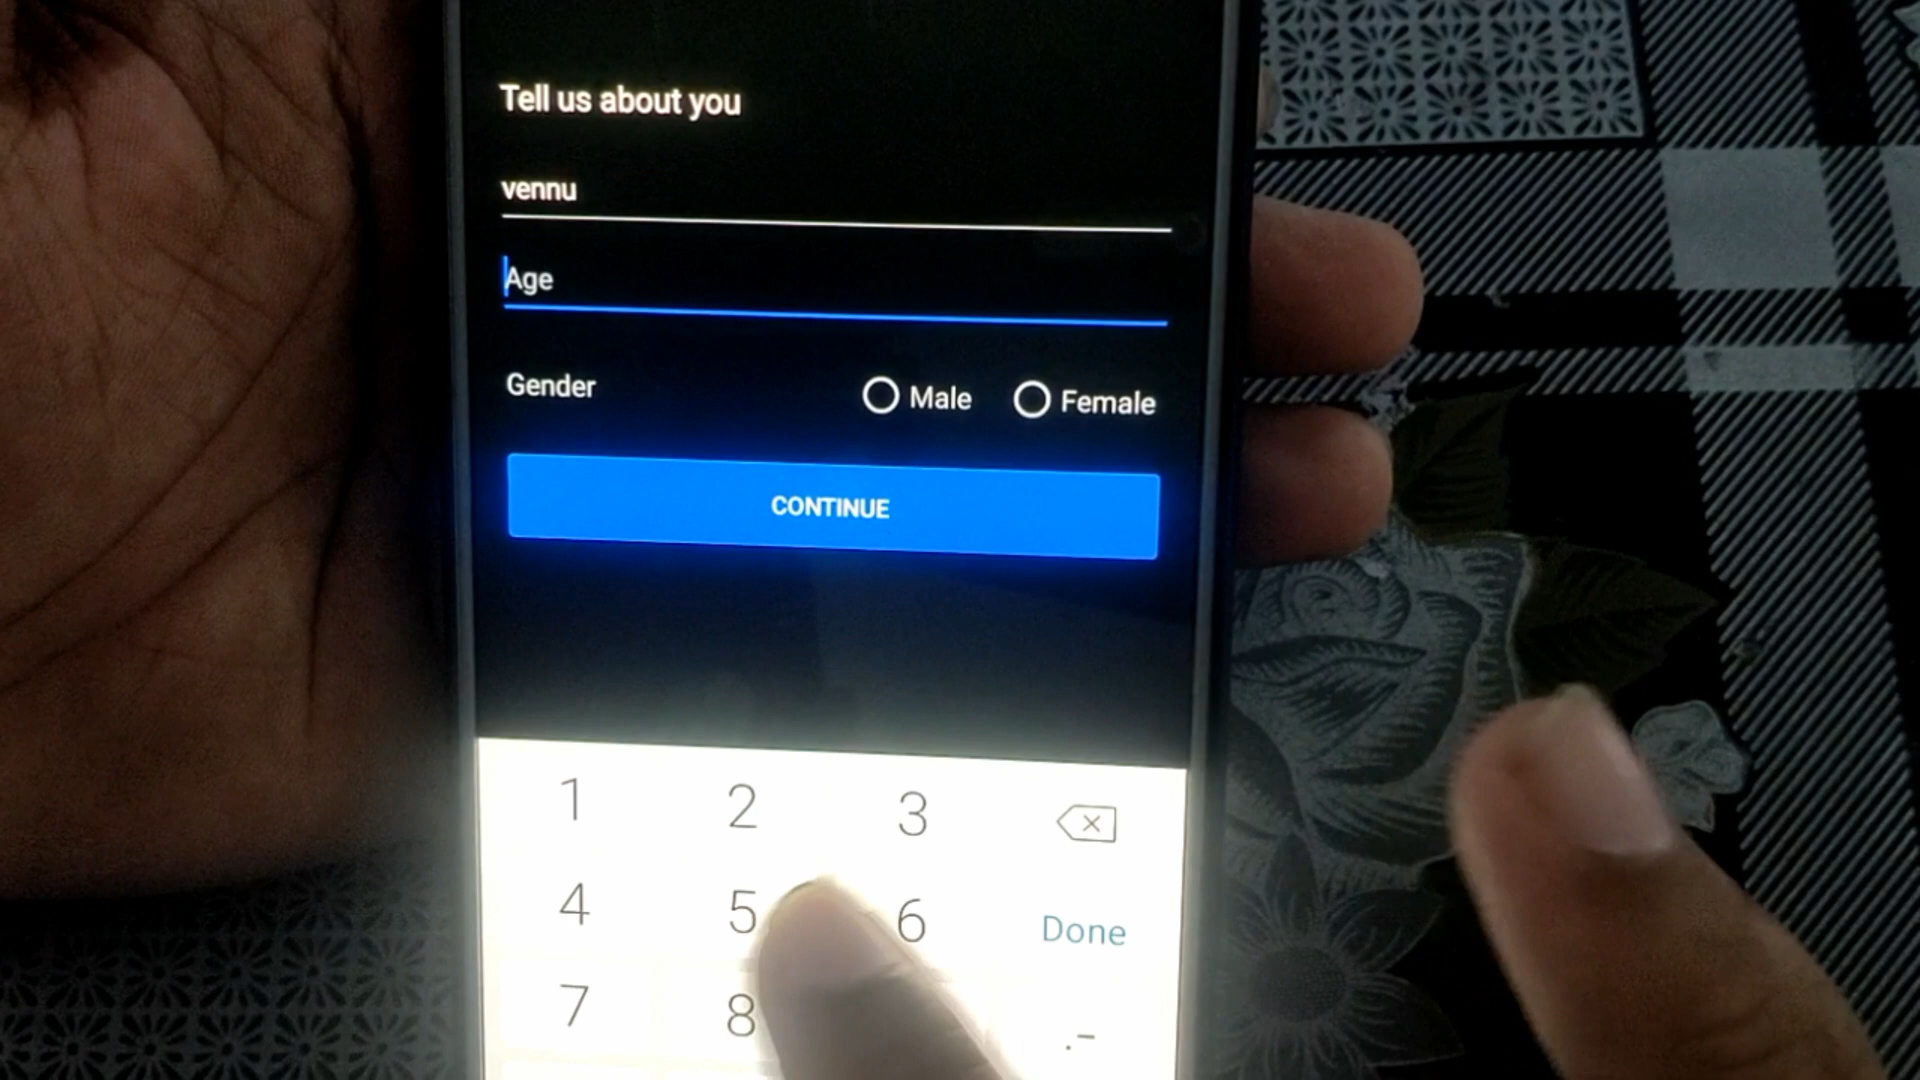 Tell us about you
vennu
Age
Gender Male Female
CONTINUE
1 2 3
4 5 6 Done
7 8 .-